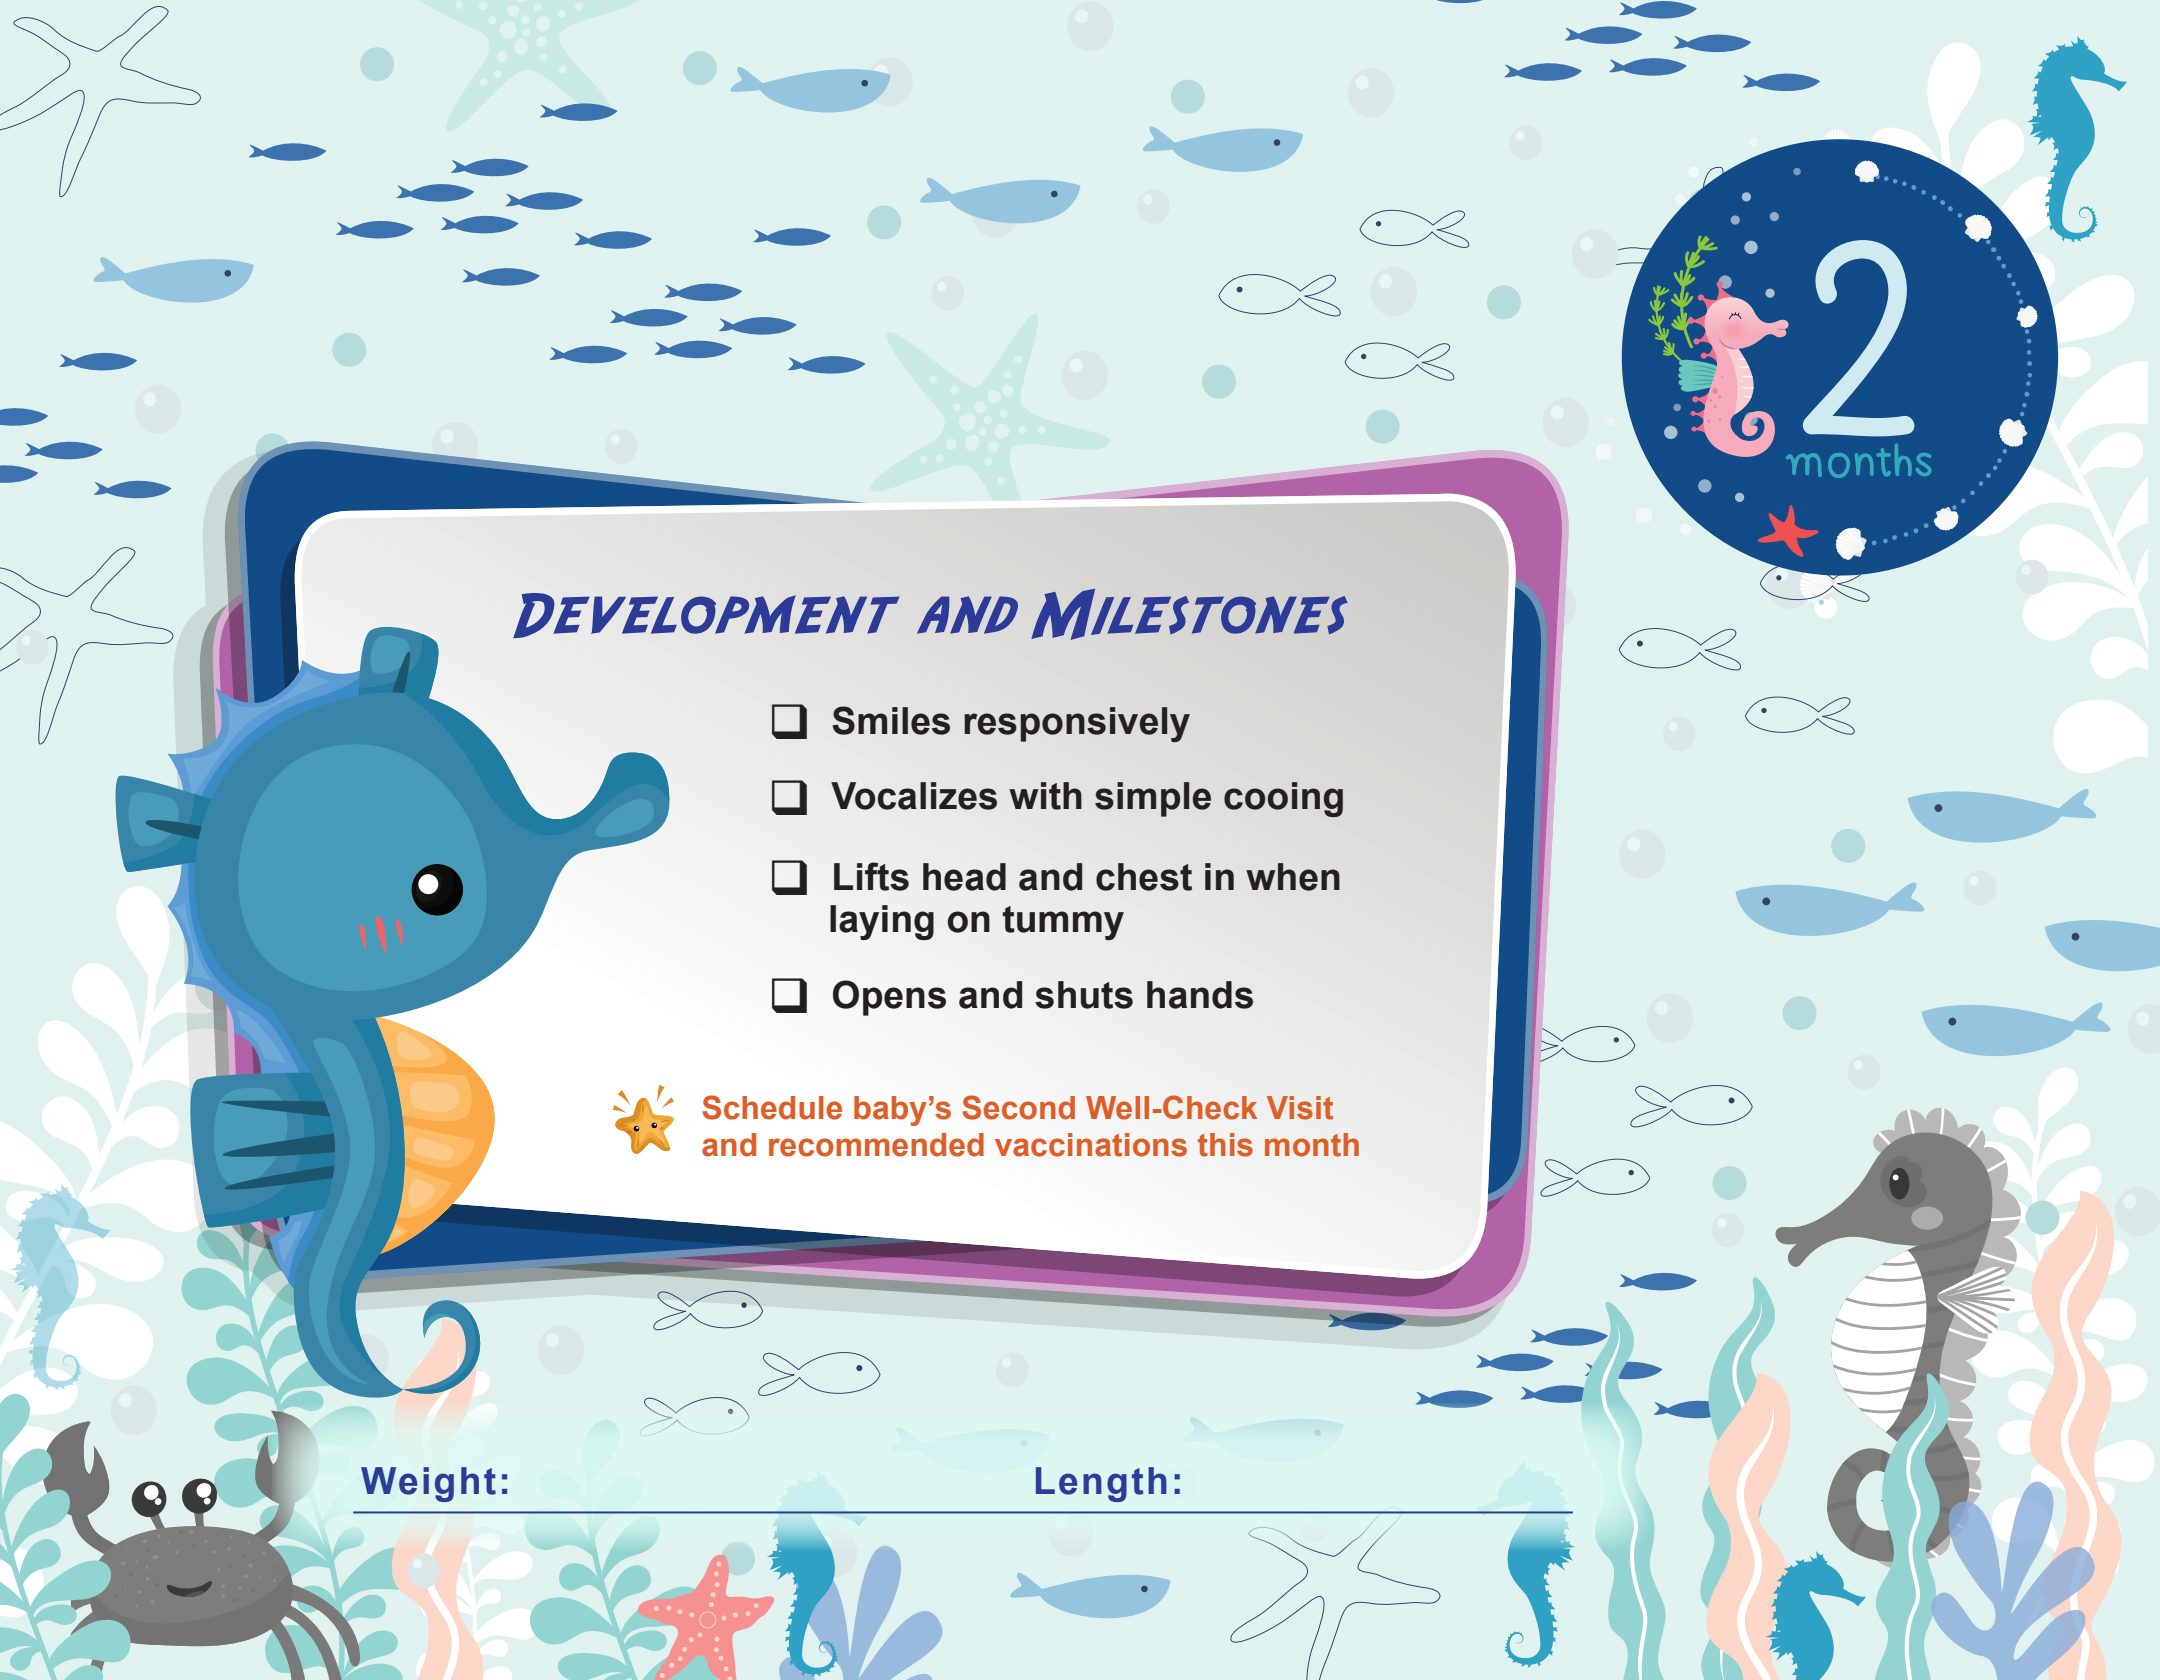 2
months
Development and Milestones
❑ Smiles responsively
❑ Vocalizes with simple cooing
❑ Lifts head and chest in when
laying on tummy
❑ Opens and shuts hands
Schedule baby's Second Well-Check Visit
and recommended vaccinations this month
Weight: Length: